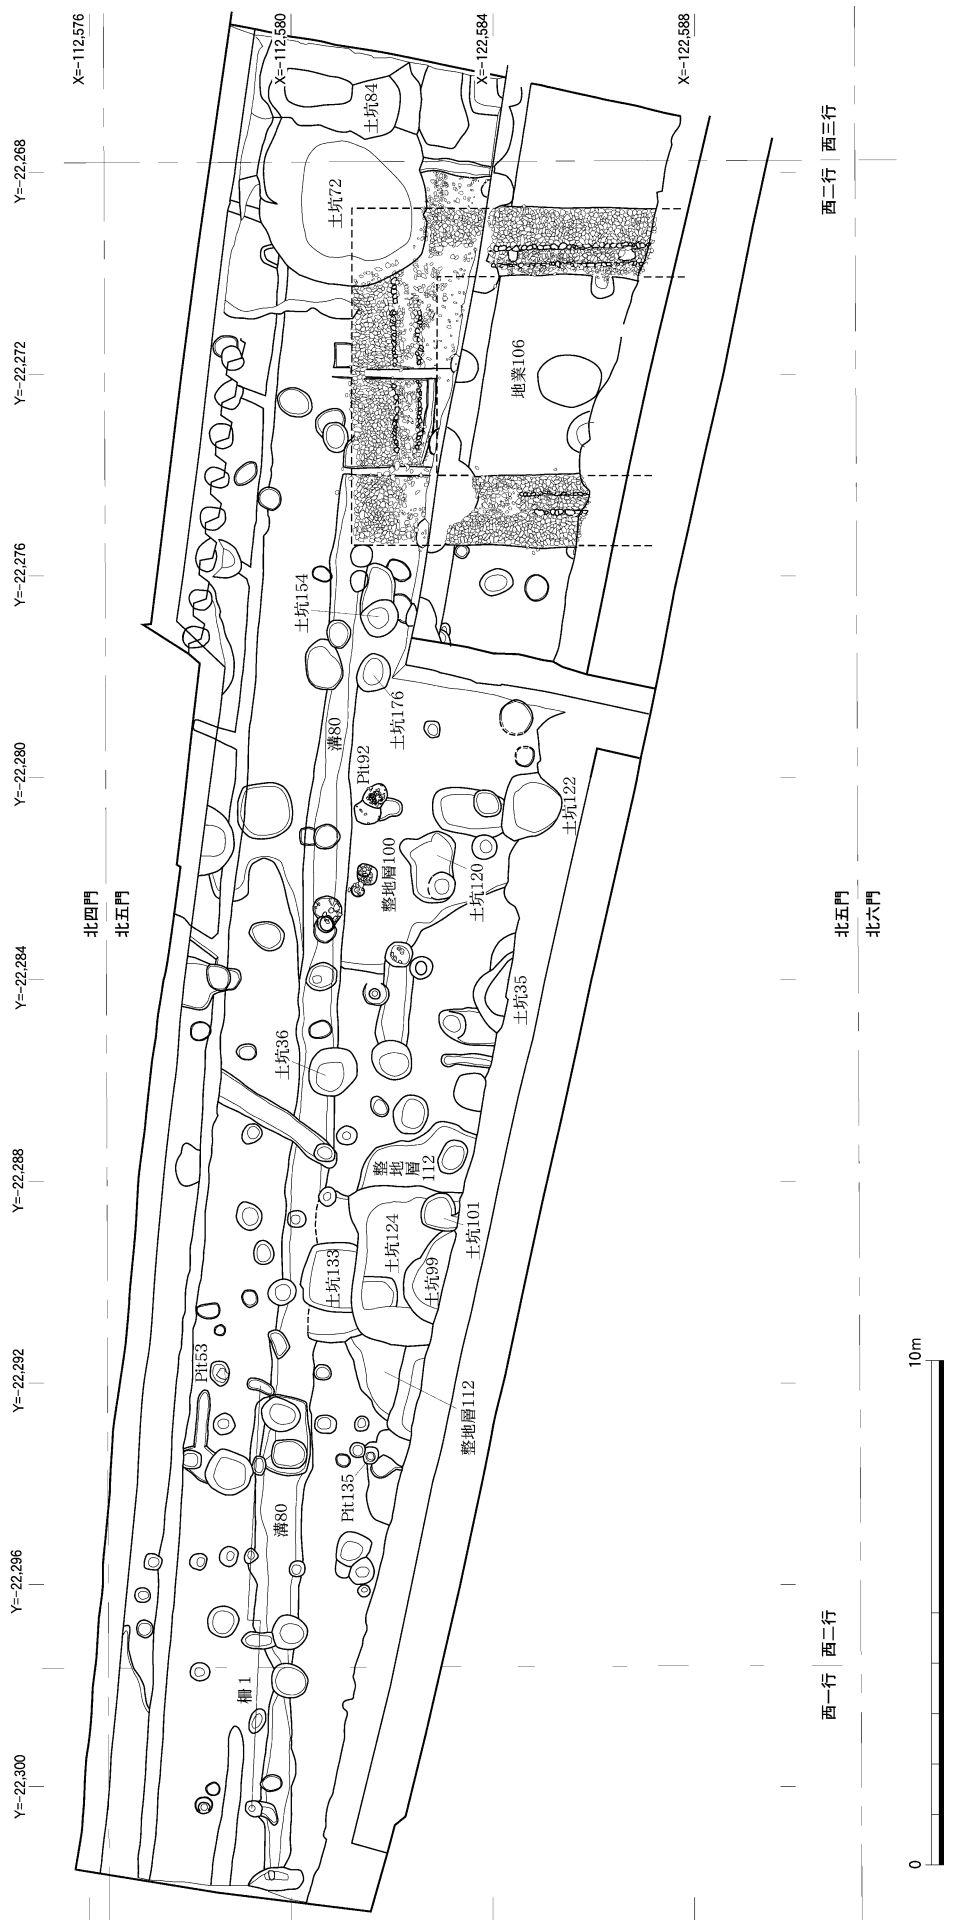 X=-112,576
X=-112,580
X=-122,584
X=-122,588
Y=-22,268
Y=-22,272
Y=-22,276
Y=-22,280
Y=-22,284
Y=-22,288
Y=-22,292
Y=-22,296
Y=-22,300
西三行
西二行
土坑84
土坑72
地業106
土坑154
土坑176
溝80
Pit92
整地層100
土坑122
土坑120
北四門
北五門
北五門
北六門
土坑35
土坑36
整地層112
土坑101
土坑124
土坑133
土坑99
Pit53
整地層112
Pit135
溝80
柵1
西二行
西一行
10m
0